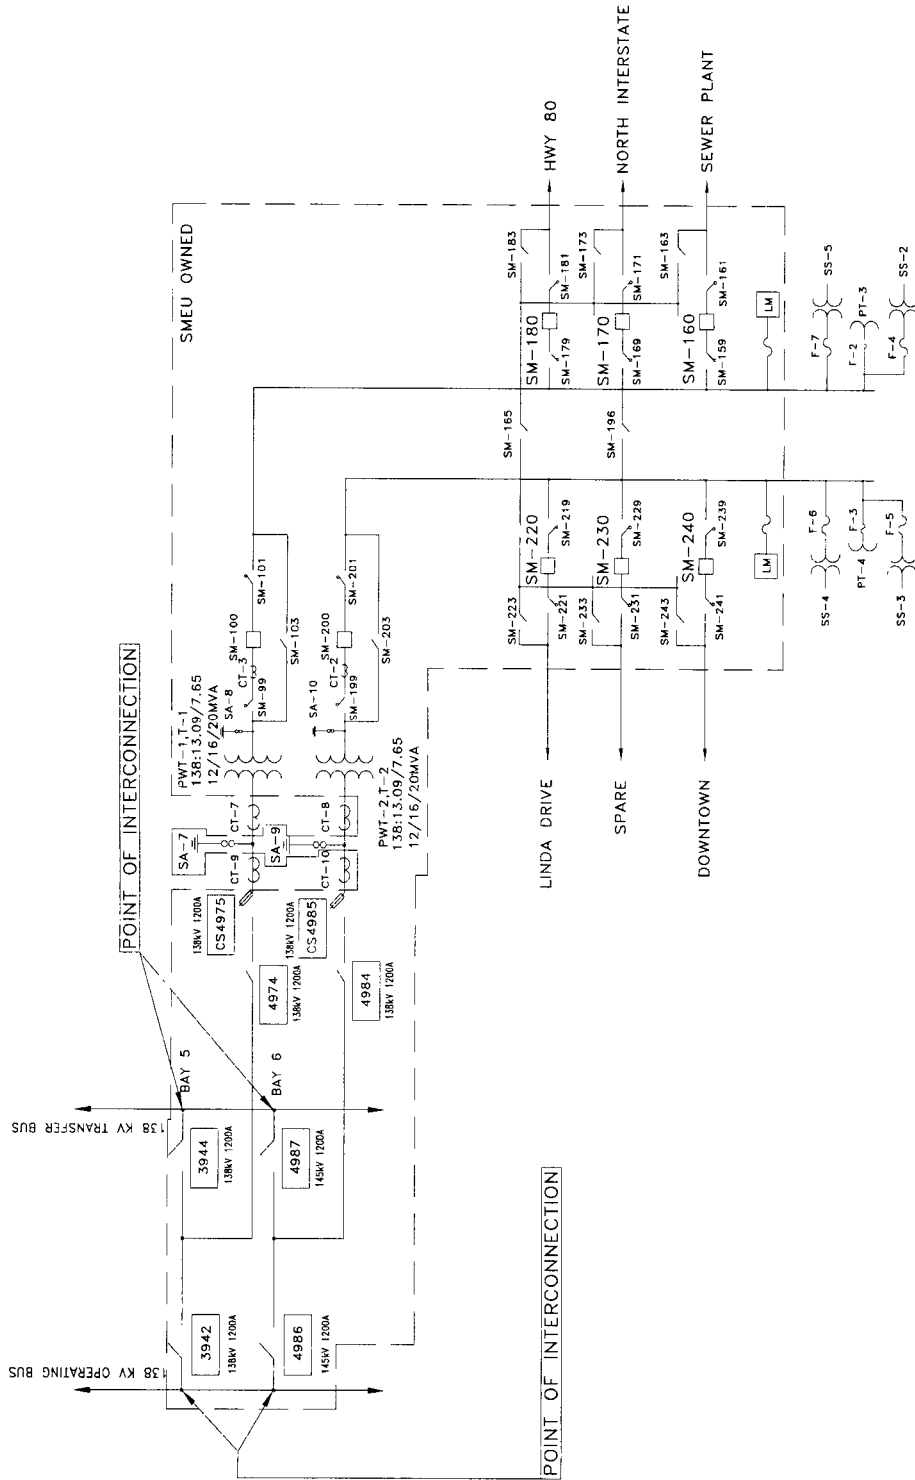 SMEU OWNED
HWY 80
NORTH INTERSTATE
SEWER PLANT
SM-183
SM-181
SM-180
SM-179
SM-173
SM-171
SM-170
SM-169
SM-163
SM-161
SM-160
SM-159
LM
F-7
SS-5
F-2
PT-3
F-4
SS-2
SM-165
SM-196
SM-219
SM-220
SM-221
SM-223
SM-229
SM-230
SM-231
SM-233
SM-239
SM-240
SM-241
SM-243
LM
F-6
SS-4
F-3
PT-4
F-5
SS-3
LINDA DRIVE
SPARE
DOWNTOWN
SM-101
SM-100
SM-103
CT-3
SM-99
SA-8
SM-201
SM-200
SM-203
CT-2
SM-199
SA-10
PWT-1,T-1
138:13.09/7.65
12/16/20MVA
PWT-2,T-2
138:13.09/7.65
12/16/20MVA
SA-7
CT-7
CT-9
SA-9
CT-8
CT-10
138kV 1200A
CS4975
138kV 1200A
CS4985
4974
138kV 1200A
4984
138kV 1200A
POINT OF INTERCONNECTION
BAY 5
BAY 6
138 KV TRANSFER BUS
3944
138kV 1200A
4987
145kV 1200A
138 KV OPERATING BUS
3942
138kV 1200A
4986
145kV 1200A
POINT OF INTERCONNECTION